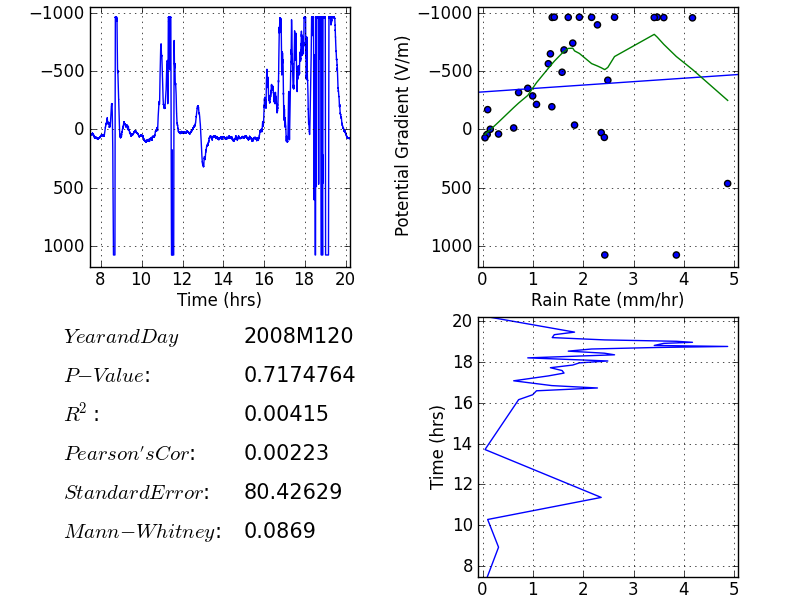 −1000
−500
0
500
1000
8 10 12 14 16 18 20
Time (hrs)
Potential Gradient (V/m)
−1000
−500
0
500
1000
0 1 2 3 4 5
Rain Rate (mm/hr)
YearandDay 2008M120
P−Value: 0.7174764
R²: 0.00415
Pearson'sCor: 0.00223
StandardError: 80.42629
Mann−Whitney: 0.0869
Time (hrs)
20
18
16
14
12
10
8
0 1 2 3 4 5